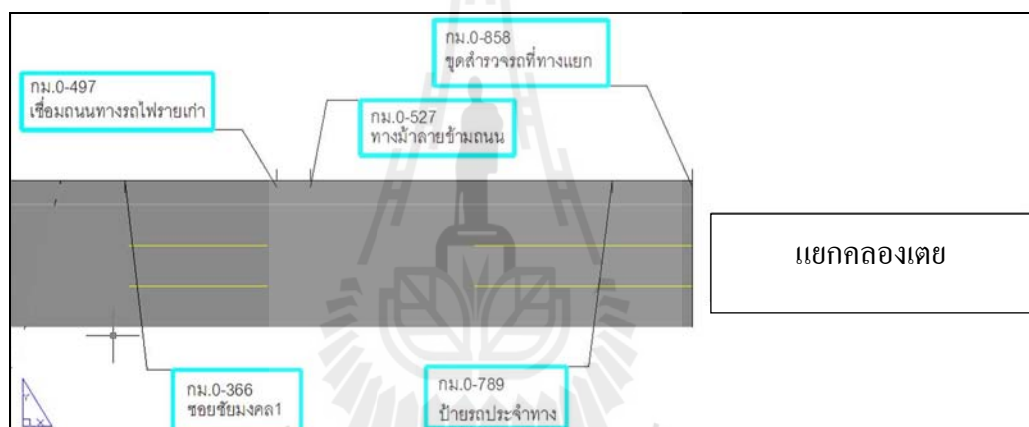 กม.0-858
ขุดสำรวจรถที่ทางแยก
กม.0-497
เชื่อมถนนทางรถไฟรายเก่า
กม.0-527
ทางม้าลายข้ามถนน
แยกคลองเตย
กม.0-366
ซอยชัยมงคล1
กม.0-789
ป้ายรถประจำทาง